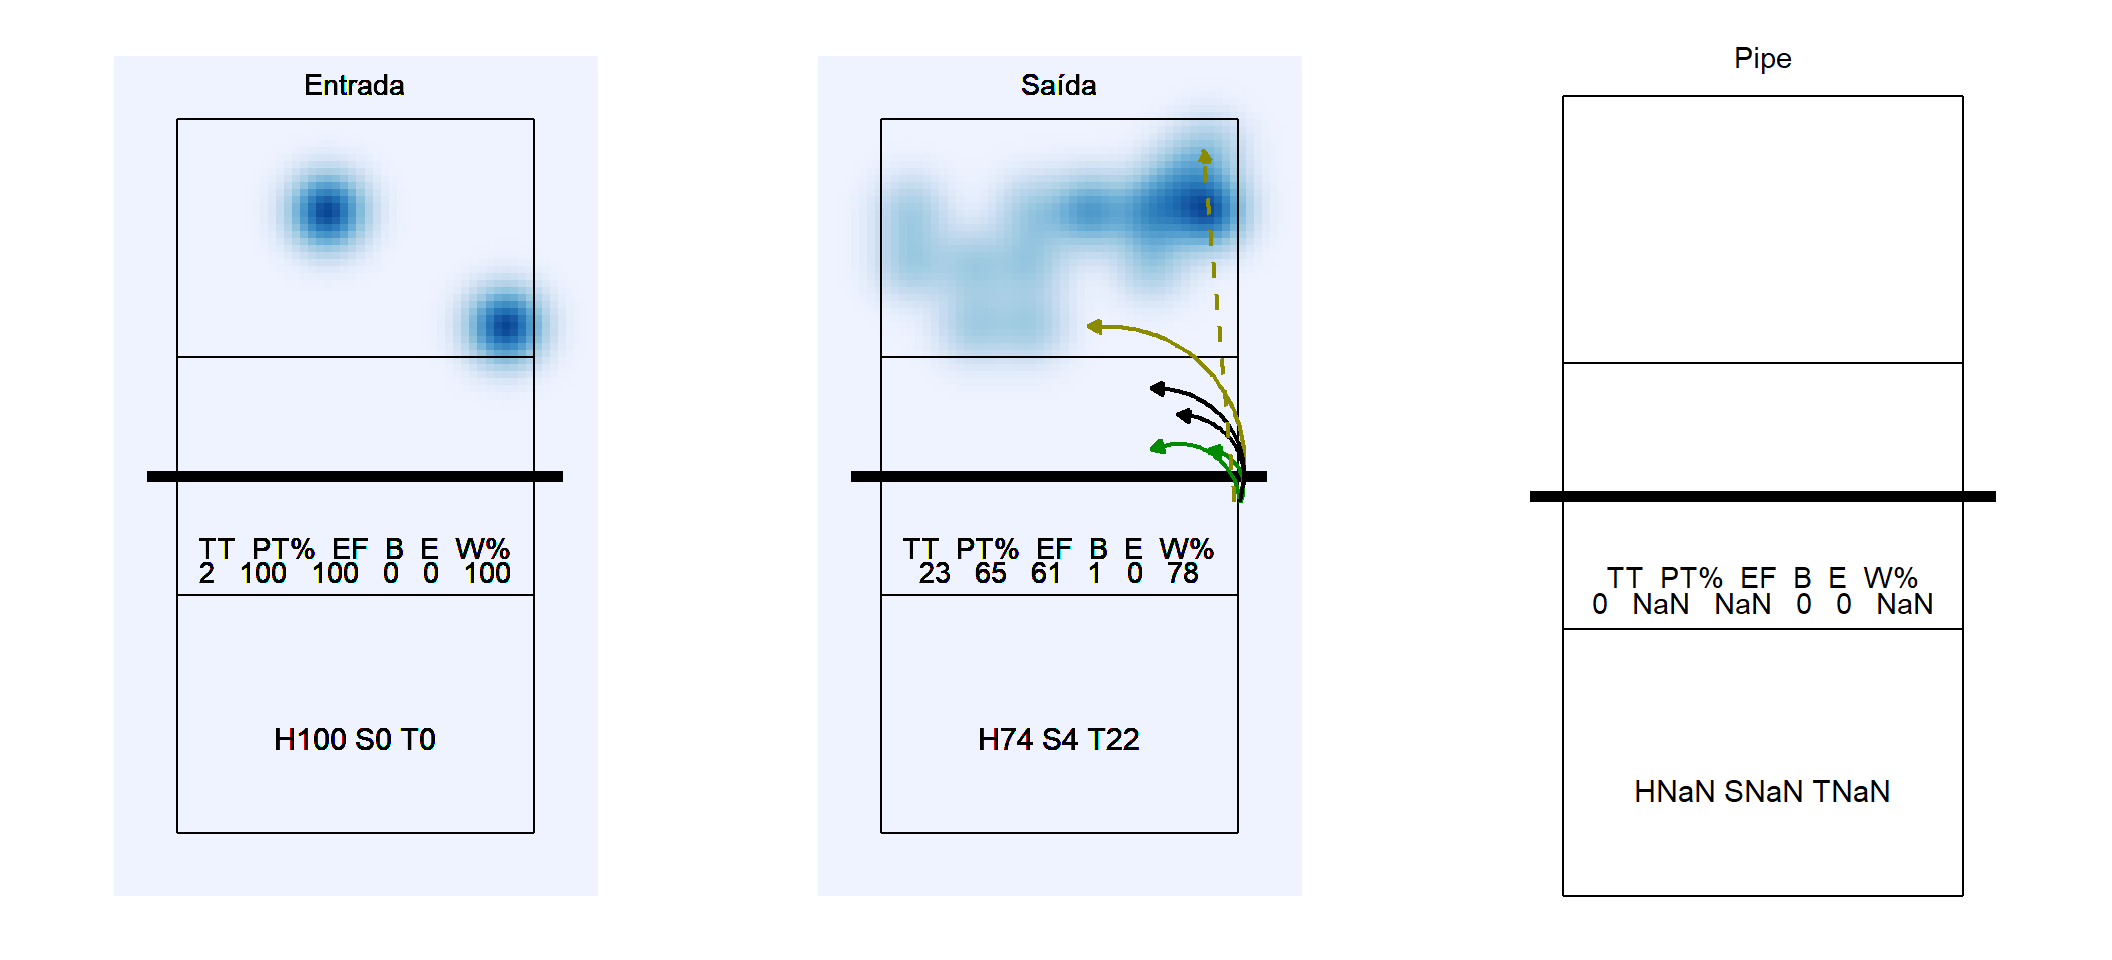 Entrada
TT PT% EF B E W%
2 100 100 0 0 100
H100 S0 T0
Saída
TT PT% EF B E W%
23 65 61 1 0 78
H74 S4 T22
Pipe
TT PT% EF B E W%
0 NaN NaN 0 0 NaN
HNaN SNaN TNaN